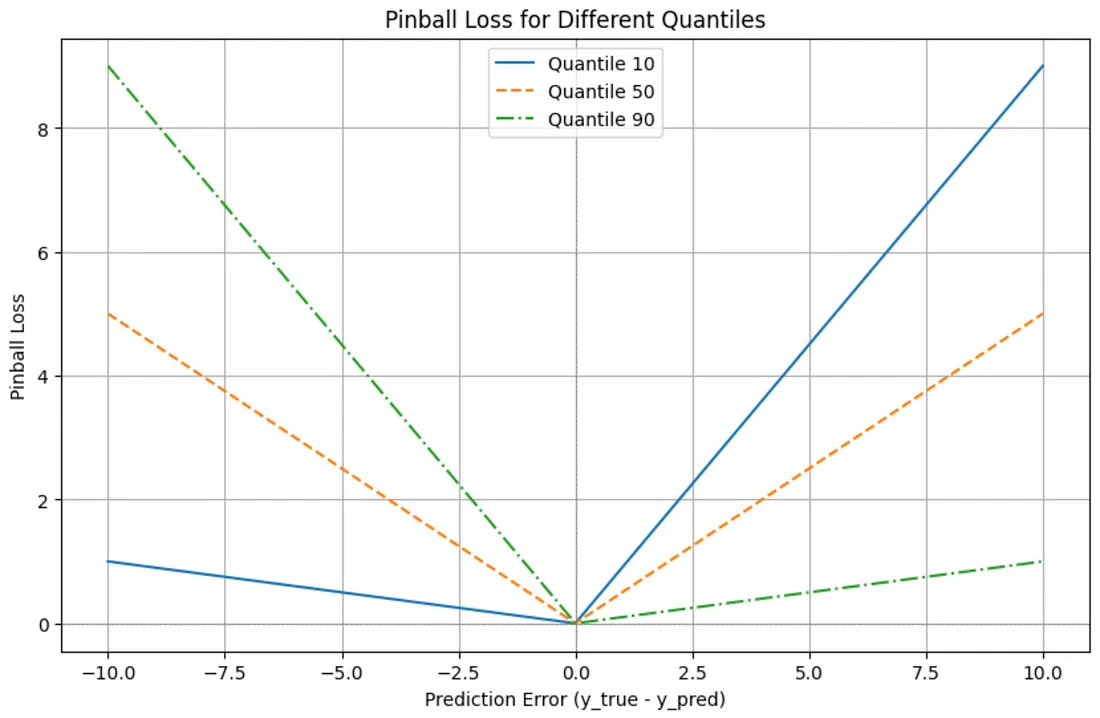 Pinball Loss for Different Quantiles
Quantile 10
Quantile 50
Quantile 90
Pinball Loss
8
6
4
2
0
−10.0 −7.5 −5.0 −2.5 0.0 2.5 5.0 7.5 10.0
Prediction Error (y_true - y_pred)